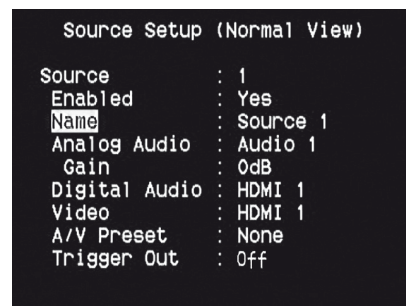 Source Setup (Normal View)
Source : 1
Enabled : Yes
Name : Source 1
Analog Audio : Audio 1
Gain : 0dB
Digital Audio : HDMI 1
Video : HDMI 1
A/V Preset : None
Trigger Out : Off